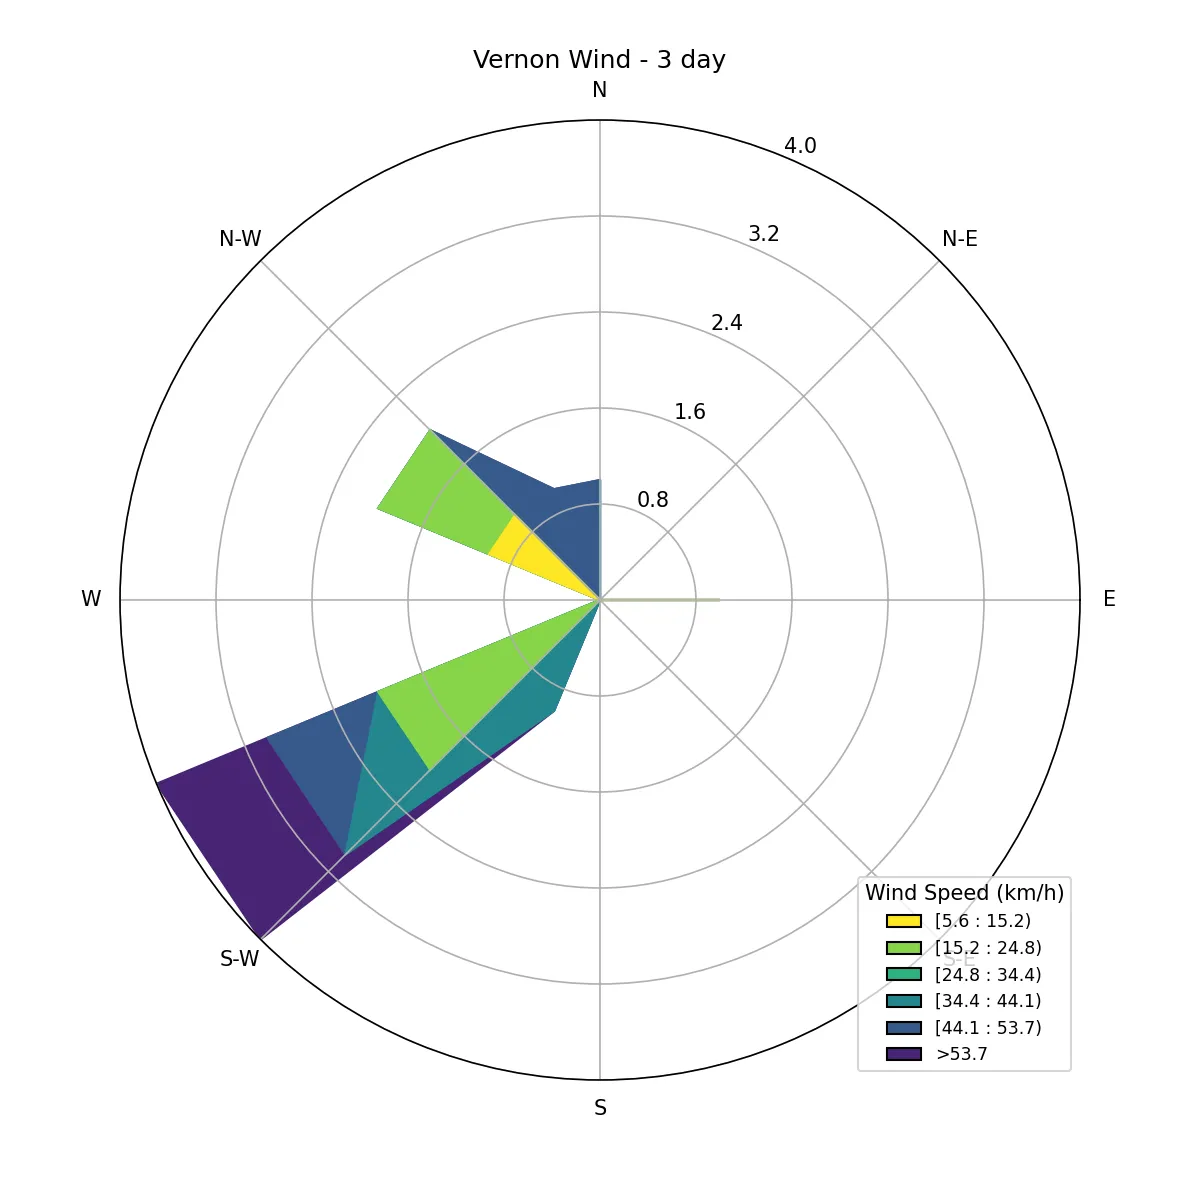 Vernon Wind - 3 day
N
4.0
3.2
N-W
N-E
2.4
1.6
0.8
W
E
Wind Speed (km/h)
[5.6 : 15.2)
[15.2 : 24.8)
S-W
S-E
[24.8 : 34.4)
[34.4 : 44.1)
[44.1 : 53.7)
>53.7
S